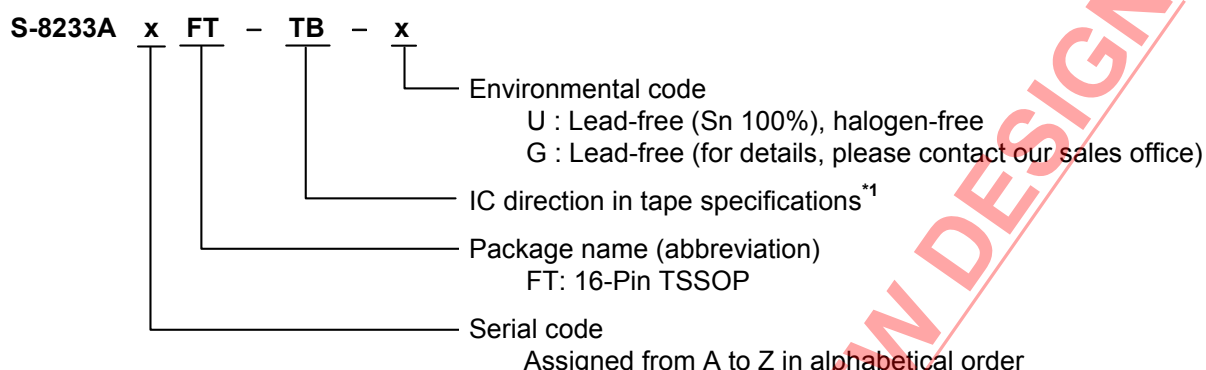 S-8233A x FT – TB – x
Environmental code
U : Lead-free (Sn 100%), halogen-free
G : Lead-free (for details, please contact our sales office)
IC direction in tape specifications*1
Package name (abbreviation)
FT: 16-Pin TSSOP
Serial code
Assigned from A to Z in alphabetical order
W DESIGN